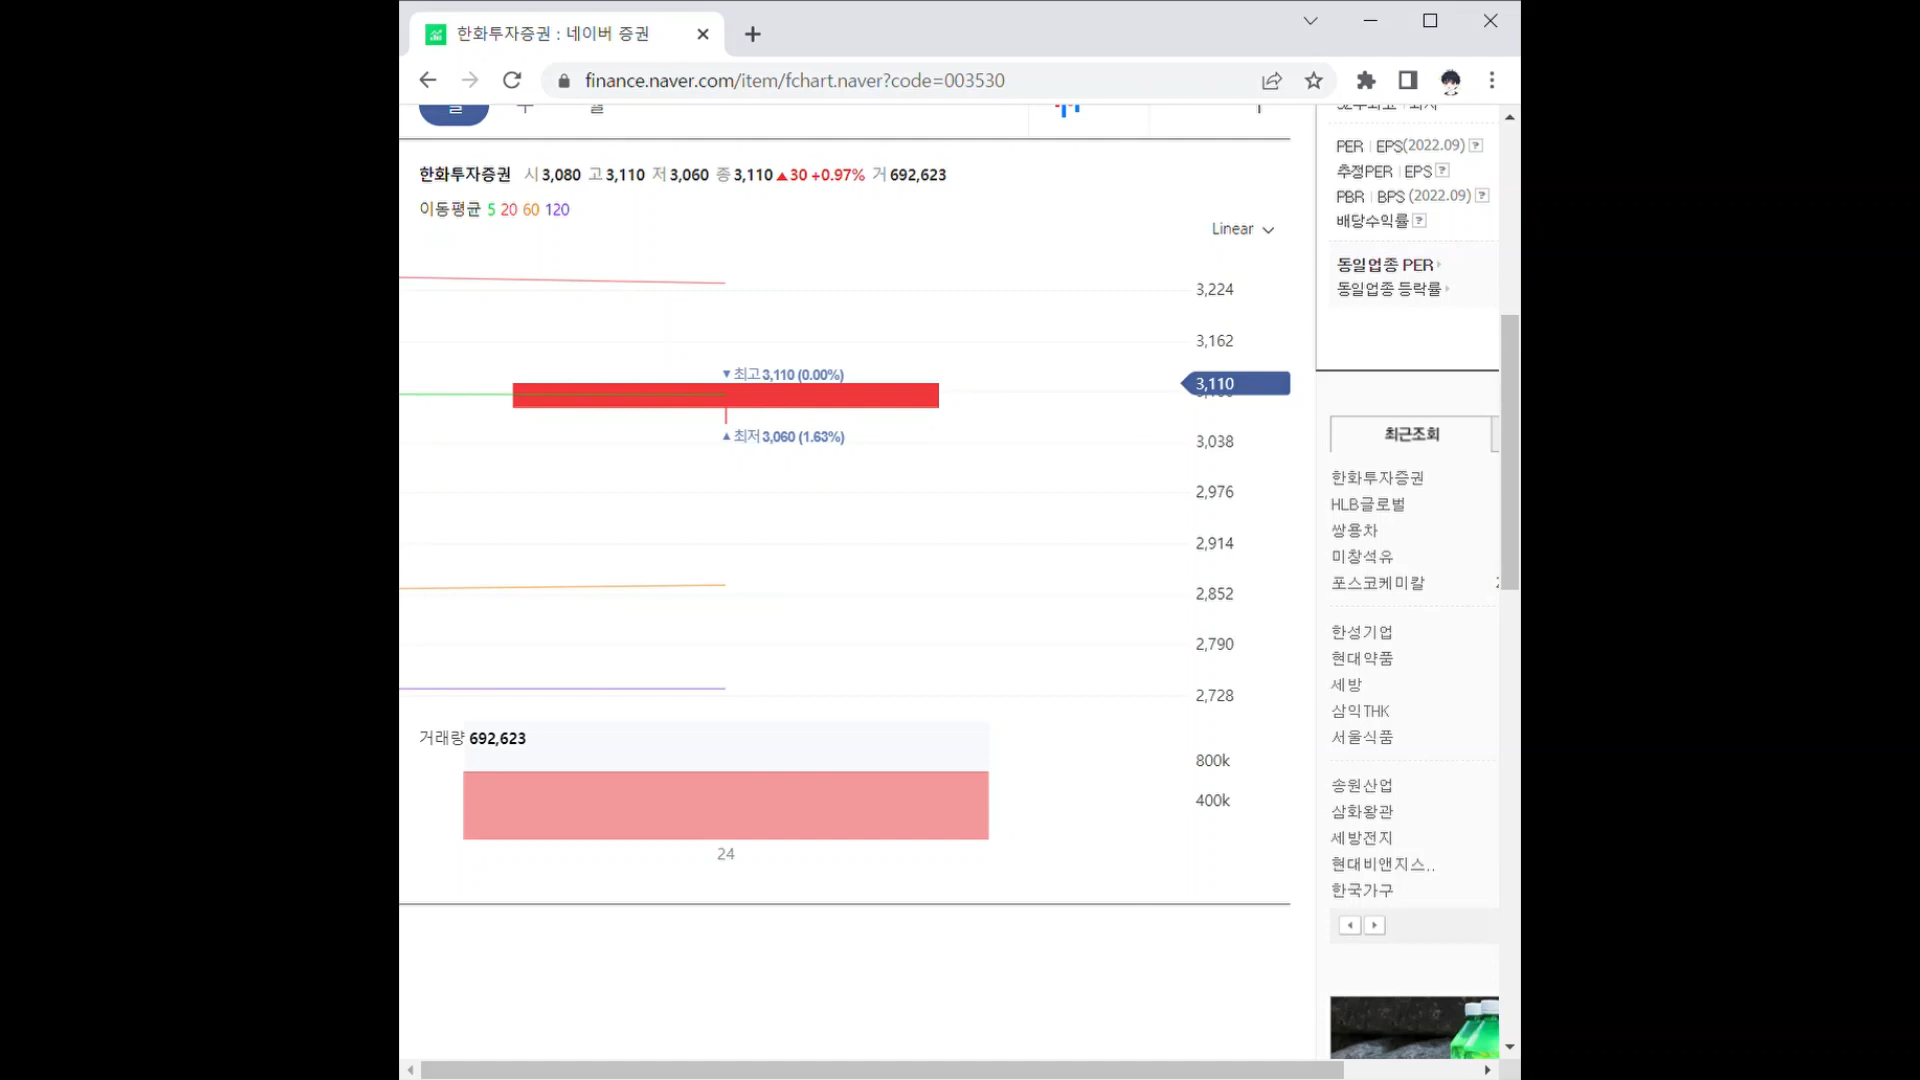 한화투자증권 : 네이버 증권
finance.naver.com/item/fchart.naver?code=003530
한화투자증권 시 3,080 고 3,110 저 3,060 종 3,110 ▲30 +0.97% 거 692,623
이동평균 5 20 60 120
Linear
3,224
3,162
▼최고 3,110 (0.00%)
3,110
▲최저 3,060 (1.63%)
3,038
2,976
2,914
2,852
2,790
2,728
거래량 692,623
800k
400k
24
PER | EPS(2022.09) ?
추정PER | EPS ?
PBR | BPS (2022.09) ?
배당수익률 ?
동일업종 PER
동일업종 등락률
최근조회
한화투자증권
HLB글로벌
쌍용차
미창석유
포스코케미칼
한성기업
현대약품
세방
삼익THK
서울식품
송원산업
삼화왕관
세방전지
현대비앤지스..
한국가구